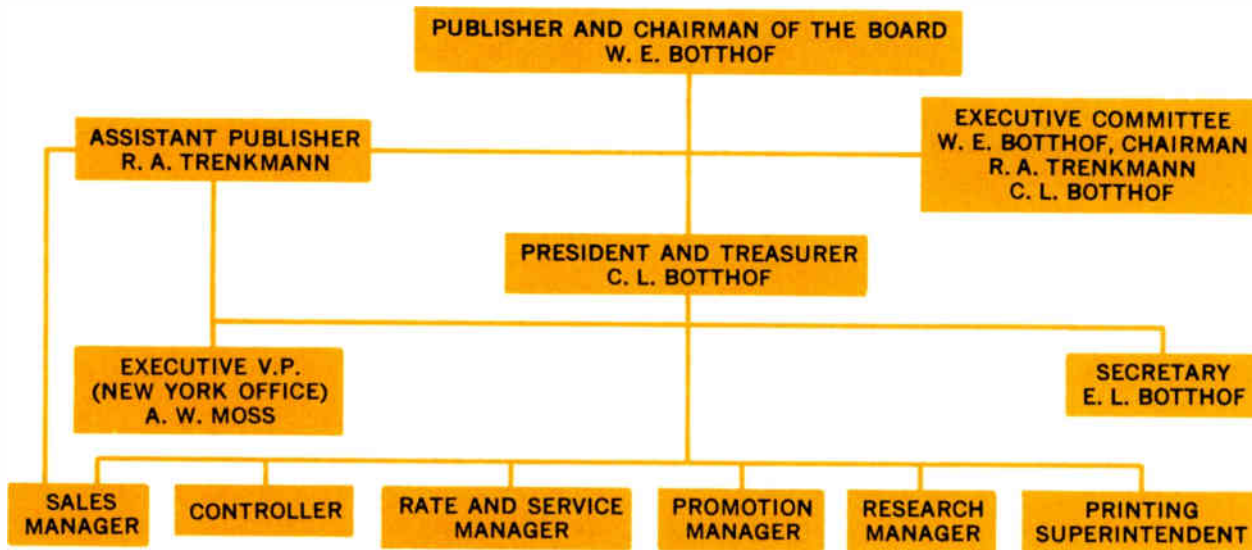 PUBLISHER AND CHAIRMAN OF THE BOARD
W. E. BOTTHOF
ASSISTANT PUBLISHER
R. A. TRENKMANN
EXECUTIVE COMMITTEE
W. E. BOTTHOF, CHAIRMAN
R. A. TRENKMANN
C. L. BOTTHOF
PRESIDENT AND TREASURER
C. L. BOTTHOF
EXECUTIVE V.P.
(NEW YORK OFFICE)
A. W. MOSS
SECRETARY
E. L. BOTTHOF
SALES
MANAGER
CONTROLLER
RATE AND SERVICE
MANAGER
PROMOTION
MANAGER
RESEARCH
MANAGER
PRINTING
SUPERINTENDENT